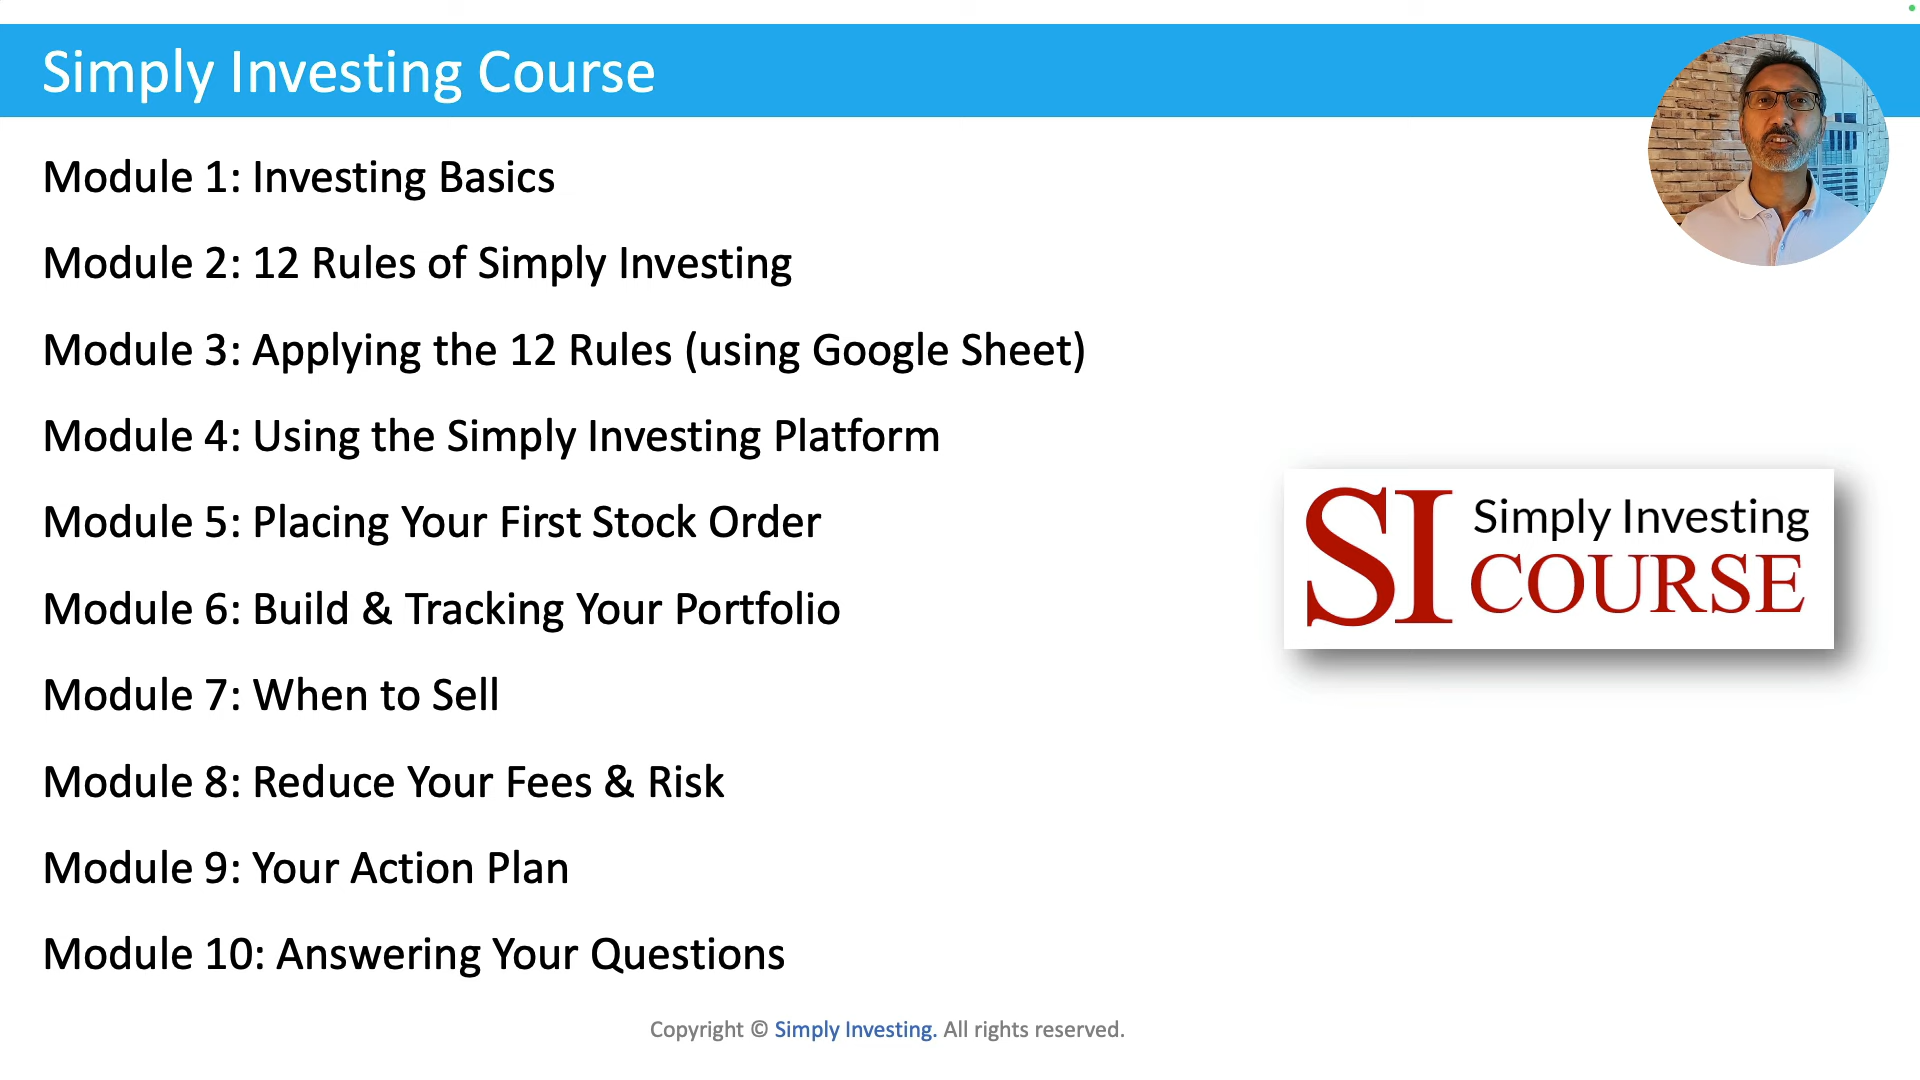 Simply Investing Course
Module 1: Investing Basics
Module 2: 12 Rules of Simply Investing
Module 3: Applying the 12 Rules (using Google Sheet)
Module 4: Using the Simply Investing Platform
Module 5: Placing Your First Stock Order
Module 6: Build & Tracking Your Portfolio
Module 7: When to Sell
Module 8: Reduce Your Fees & Risk
Module 9: Your Action Plan
Module 10: Answering Your Questions
SI Simply Investing
COURSE
Copyright © Simply Investing. All rights reserved.